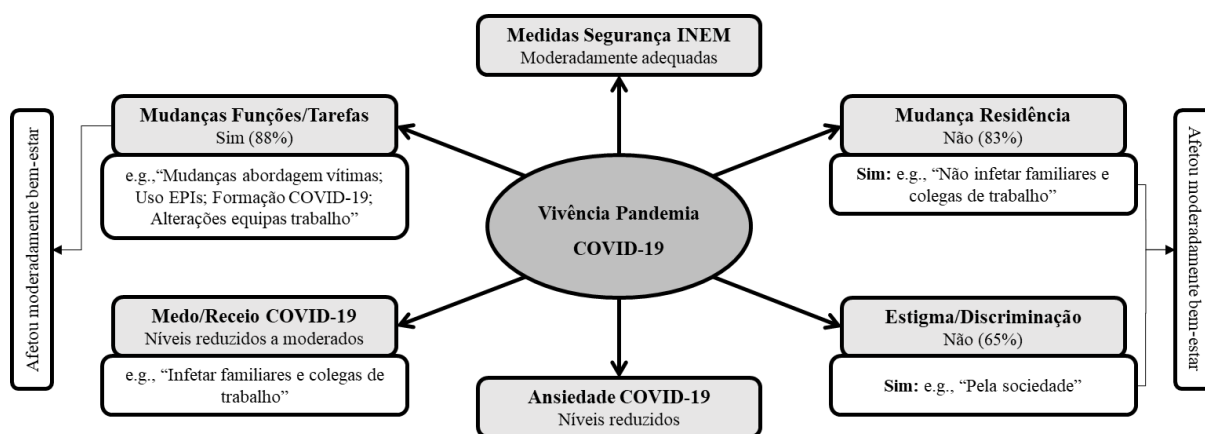 Medidas Segurança INEM
Moderadamente adequadas
Mudanças Funções/Tarefas
Sim (88%)
e.g.,“Mudanças abordagem vítimas;
Uso EPIs; Formação COVID-19;
Alterações equipas trabalho”
Afetou moderadamente bem-estar
Mudança Residência
Não (83%)
Sim: e.g., “Não infetar familiares e
colegas de trabalho”
Afetou moderadamente bem-estar
Vivência Pandemia
COVID-19
Medo/Receio COVID-19
Níveis reduzidos a moderados
e.g., “Infetar familiares e colegas de
trabalho”
Estigma/Discriminação
Não (65%)
Sim: e.g., “Pela sociedade”
Ansiedade COVID-19
Níveis reduzidos